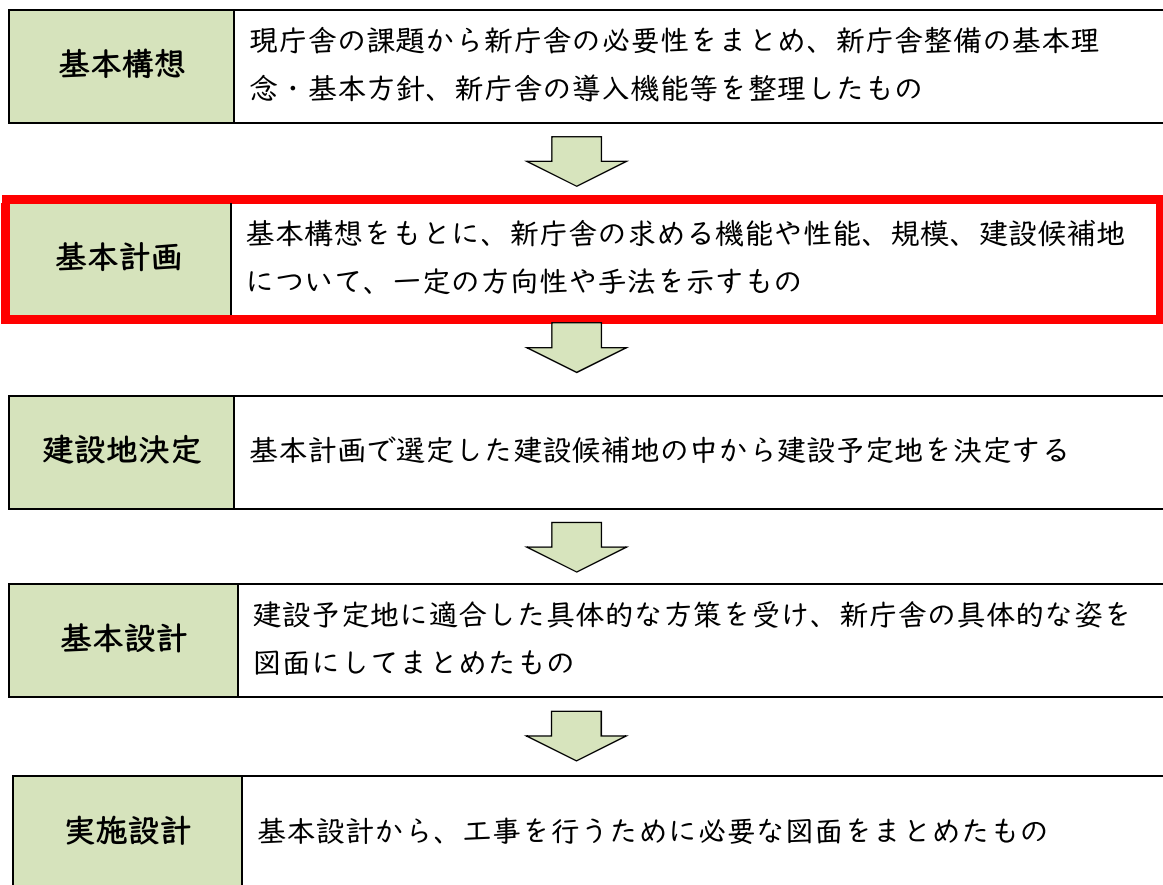 基本構想
現庁舎の課題から新庁舎の必要性をまとめ、新庁舎整備の基本理
念・基本方針、新庁舎の導入機能等を整理したもの
基本計画
基本構想をもとに、新庁舎の求める機能や性能、規模、建設候補地
について、一定の方向性や手法を示すもの
建設地決定
基本計画で選定した建設候補地の中から建設予定地を決定する
基本設計
建設予定地に適合した具体的な方策を受け、新庁舎の具体的な姿を
図面にしてまとめたもの
実施設計
基本設計から、工事を行うために必要な図面をまとめたもの